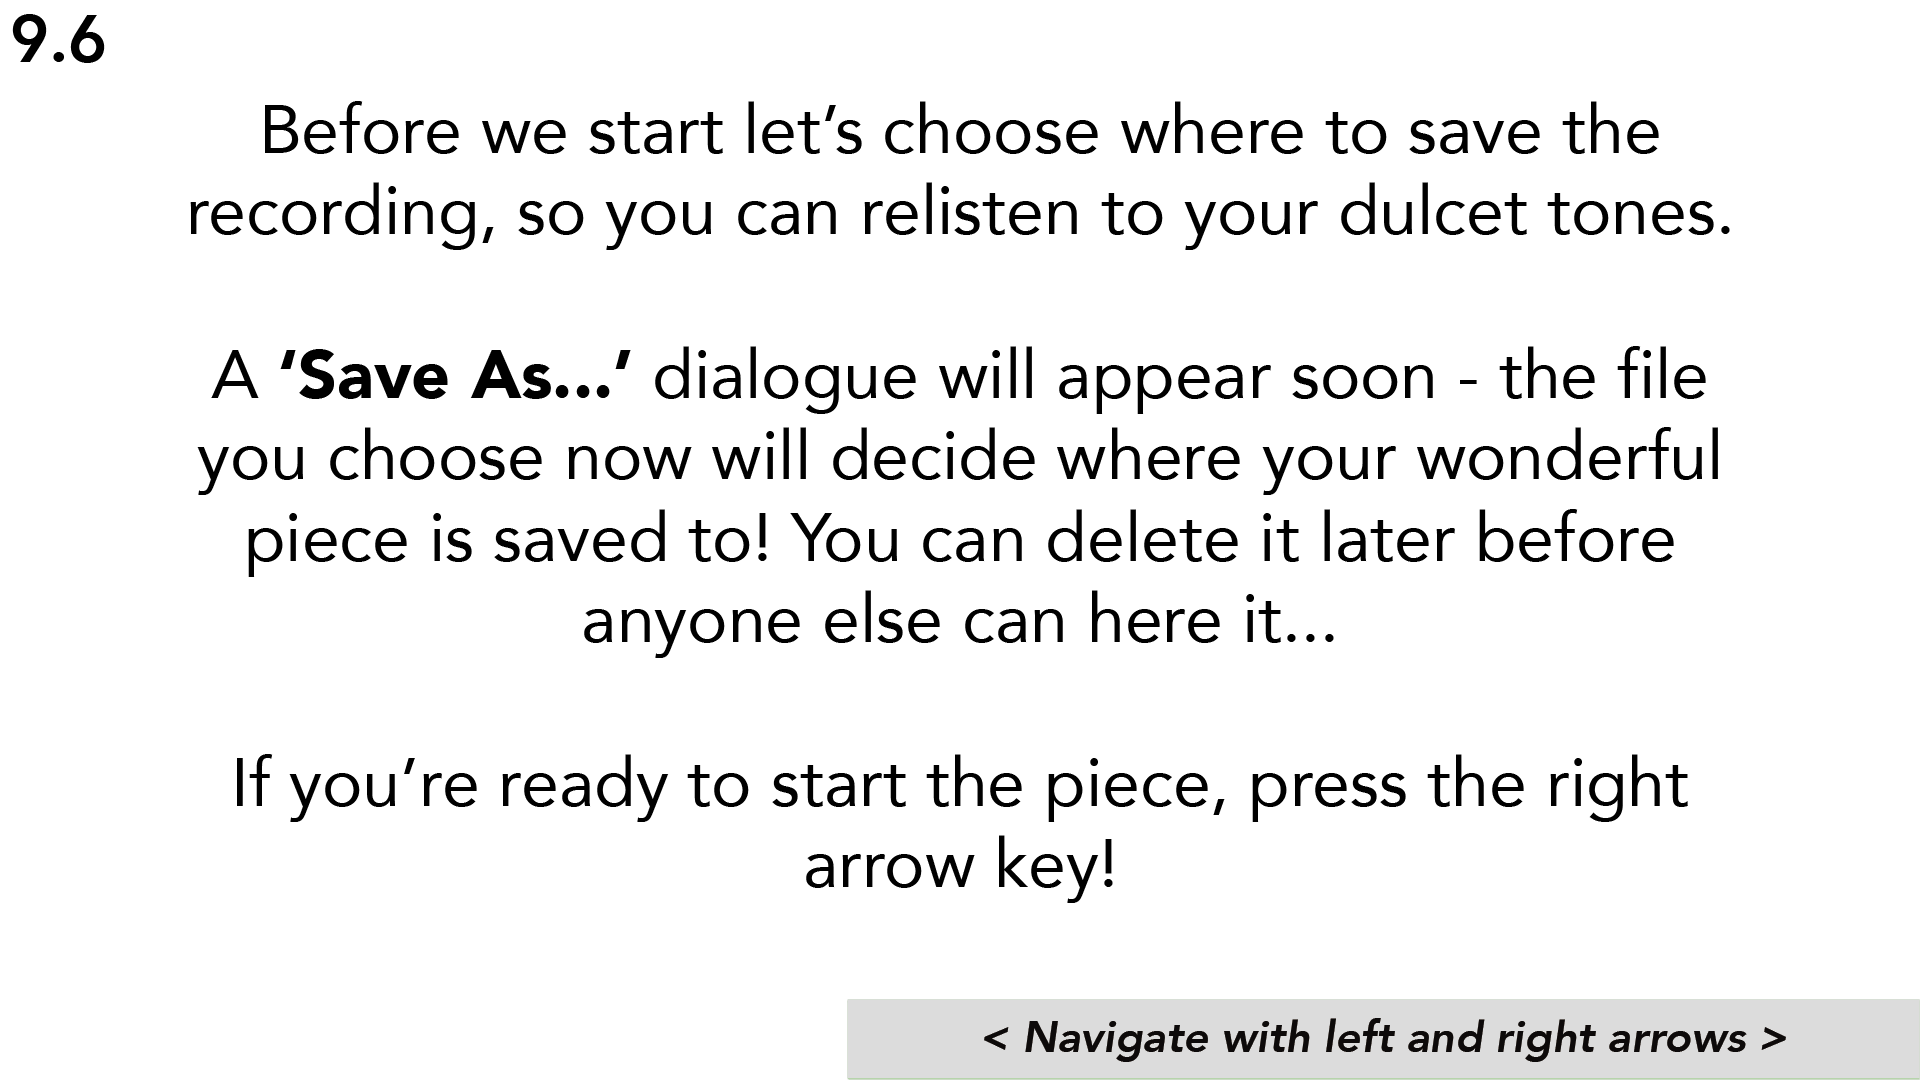 9.6
Before we start let’s choose where to save the
recording, so you can relisten to your dulcet tones.
A ‘Save As...’ dialogue will appear soon - the file
you choose now will decide where your wonderful
piece is saved to! You can delete it later before
anyone else can here it...
If you’re ready to start the piece, press the right
arrow key!
< Navigate with left and right arrows >